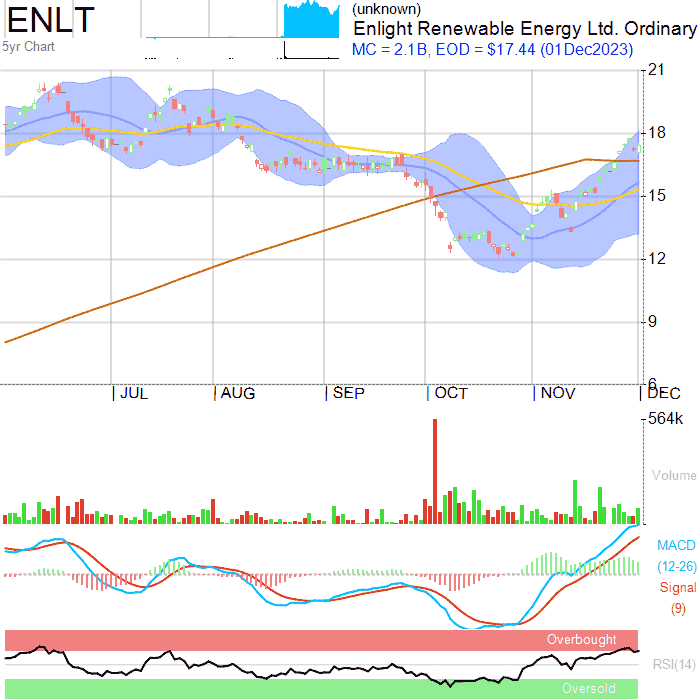 ENLT
5yr Chart
(unknown)
Enlight Renewable Energy Ltd. Ordinary
MC = 2.1B, EOD = $17.44 (01Dec2023)
21
18
15
12
9
6
JUL AUG SEP OCT NOV DEC
564k
Volume
MACD
(12-26)
Signal
(9)
Overbought
RSI(14)
Oversold